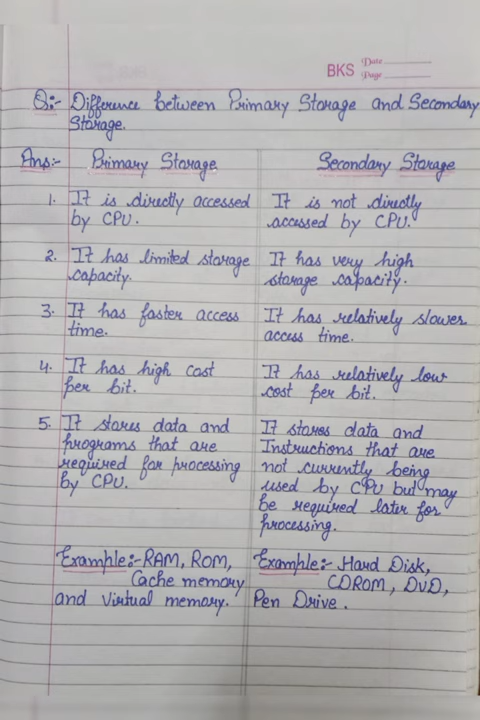 BKS Date
Page
Q:- Difference between Primary Storage and Secondary
Storage.
Ans:- Primary Storage
1. It is directly accessed
by CPU.
2. It has limited storage
capacity.
3. It has faster access
time.
4. It has high cost
per bit.
5. It stores data and
programs that are
required for processing
by CPU.
Example:- RAM, ROM,
Cache memory
and virtual memory.
Secondary Storage
It is not directly
accessed by CPU.
It has very high
storage capacity.
It has relatively slower
access time.
It has relatively low
cost per bit.
It stores data and
Instructions that are
not currently being
used by CPU but may
be required later for
processing.
Example:- Hard Disk,
CDROM, DVD,
Pen Drive.